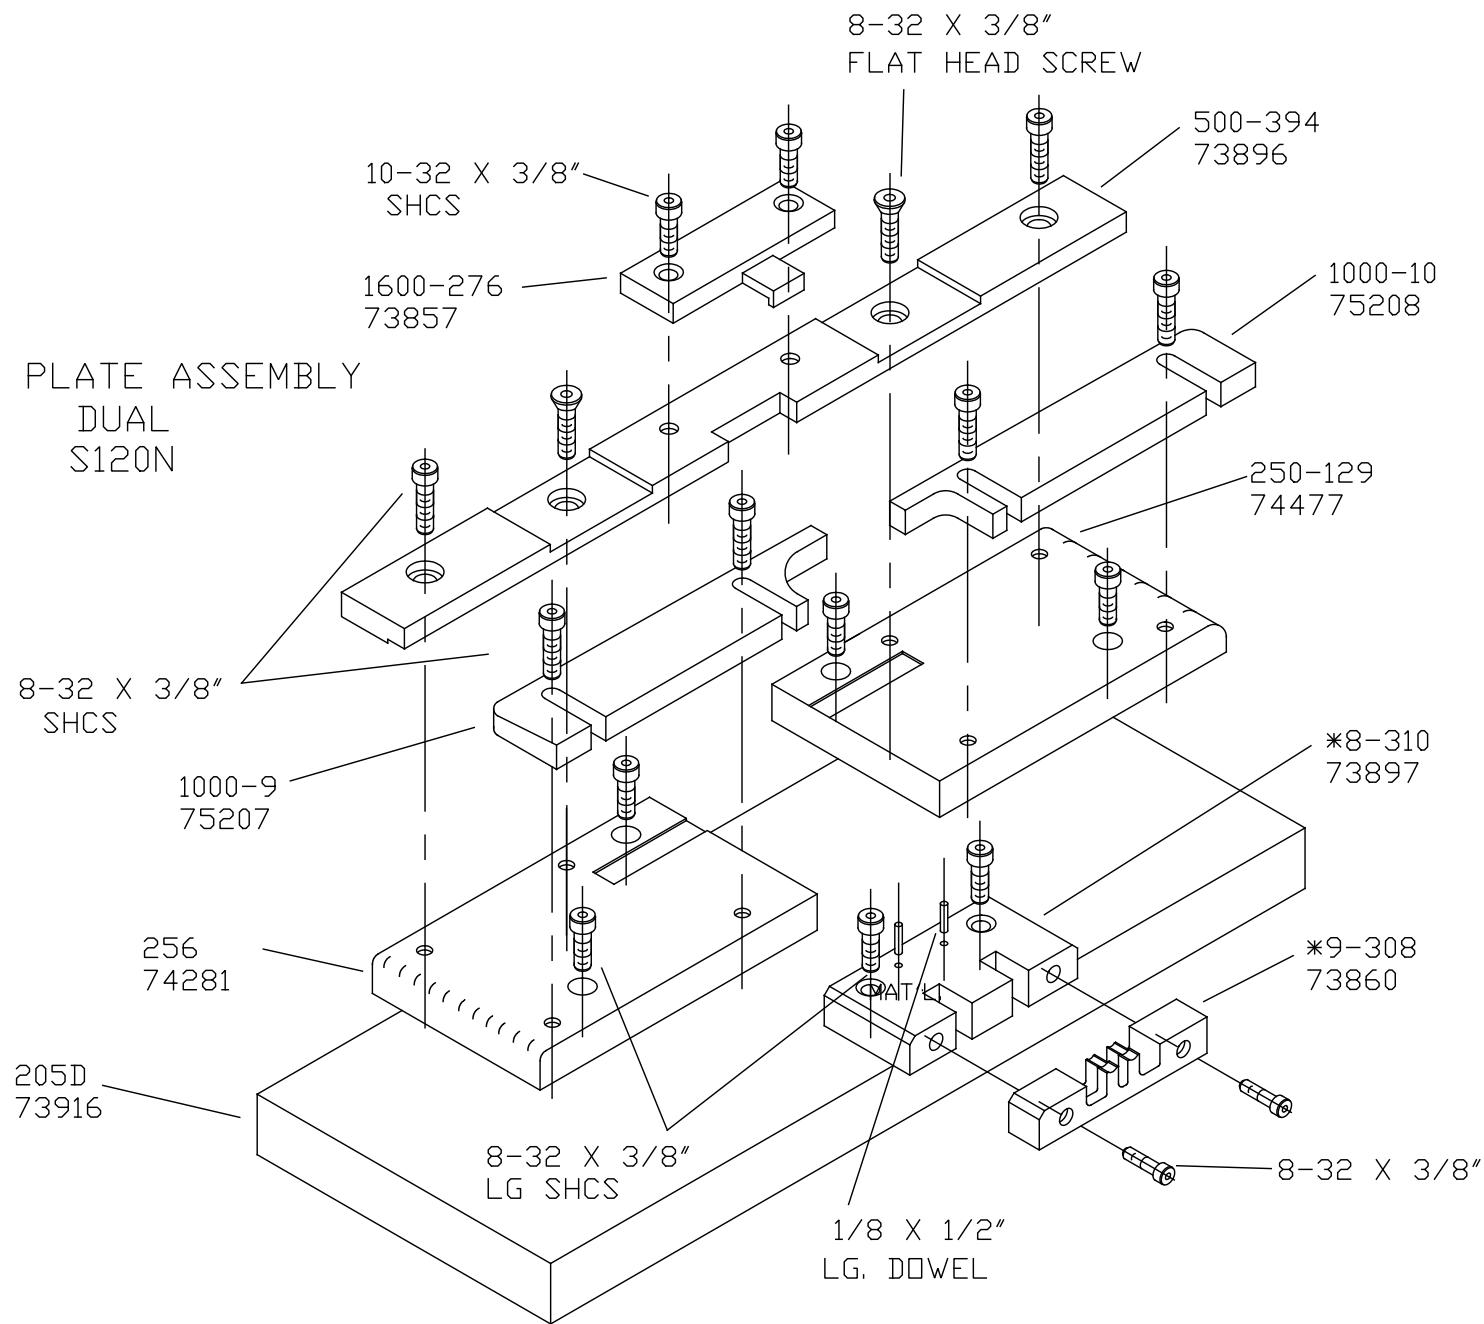 8-32 X 3/8"
FLAT HEAD SCREW
500-394
73896
10-32 X 3/8"
SHCS
1600-276
73857
1000-10
75208
PLATE ASSEMBLY
DUAL
S120N
250-129
74477
8-32 X 3/8"
SHCS
1000-9
75207
*8-310
73897
256
74281
*9-308
73860
MAT'L
205D
73916
8-32 X 3/8"
LG SHCS
8-32 X 3/8"
1/8 X 1/2"
LG. DOWEL